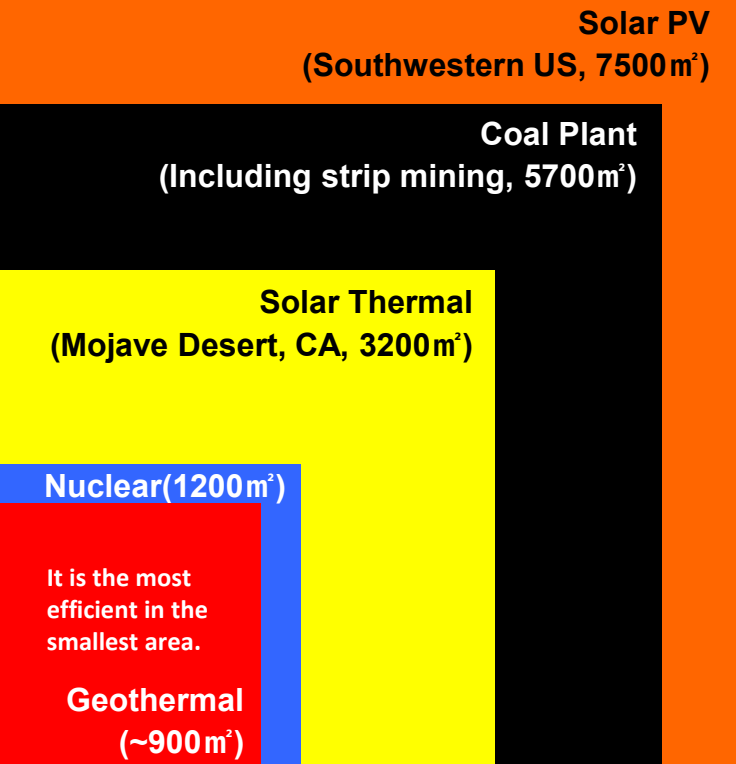 Solar PV
(Southwestern US, 7500㎡)
Coal Plant
(Including strip mining, 5700㎡)
Solar Thermal
(Mojave Desert, CA, 3200㎡)
Nuclear(1200㎡)
It is the most
efficient in the
smallest area.
Geothermal
(~900㎡)